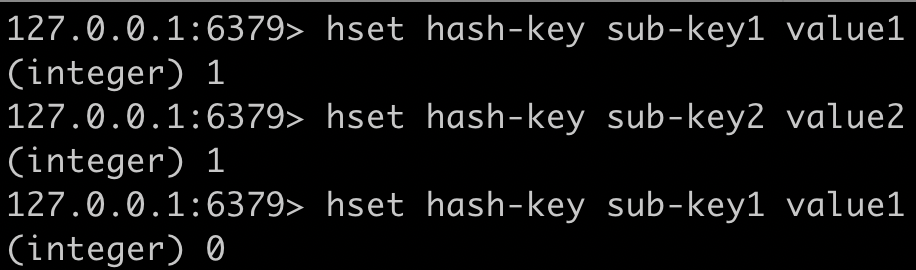 127.0.0.1:6379> hset hash-key sub-key1 value1
(integer) 1
127.0.0.1:6379> hset hash-key sub-key2 value2
(integer) 1
127.0.0.1:6379> hset hash-key sub-key1 value1
(integer) 0